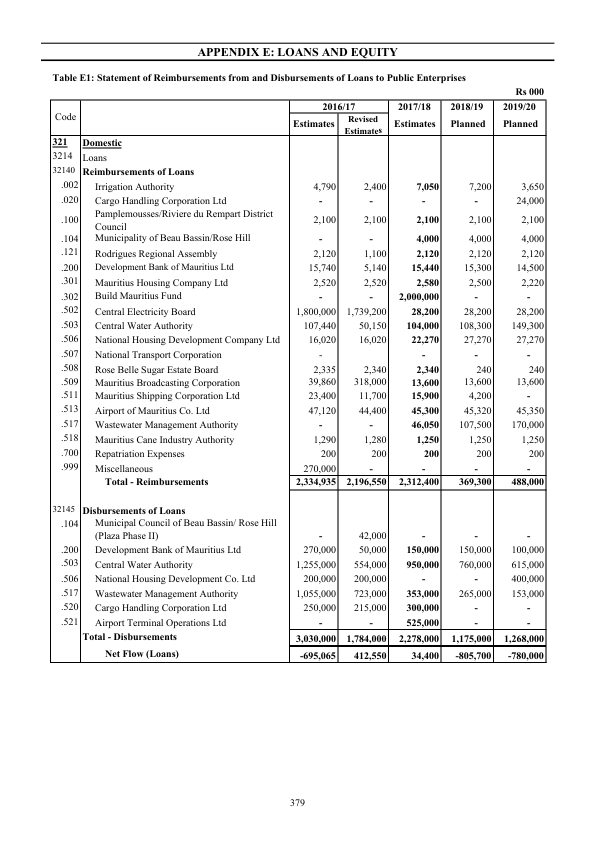 APPENDIX E: LOANS AND EQUITY
Table E1: Statement of Reimbursements from and Disbursements of Loans to Public Enterprises
Rs 000
Code 2016/17 2017/18 2018/19 2019/20
Estimates Revised Estimates Estimates Planned Planned
321 Domestic
3214 Loans
32140 Reimbursements of Loans
.002 Irrigation Authority 4,790 2,400 7,050 7,200 3,650
.020 Cargo Handling Corporation Ltd - - - - 24,000
.100 Pamplemousses/Riviere du Rempart District
Council 2,100 2,100 2,100 2,100 2,100
.104 Municipality of Beau Bassin/Rose Hill - - 4,000 4,000 4,000
.121 Rodrigues Regional Assembly 2,120 1,100 2,120 2,120 2,120
.200 Development Bank of Mauritius Ltd 15,740 5,140 15,440 15,300 14,500
.301 Mauritius Housing Company Ltd 2,520 2,520 2,580 2,500 2,220
.302 Build Mauritius Fund - - 2,000,000 - -
.502 Central Electricity Board 1,800,000 1,739,200 28,200 28,200 28,200
.503 Central Water Authority 107,440 50,150 104,000 108,300 149,300
.506 National Housing Development Company Ltd 16,020 16,020 22,270 27,270 27,270
.507 National Transport Corporation - - - -
.508 Rose Belle Sugar Estate Board 2,335 2,340 2,340 240 240
.509 Mauritius Broadcasting Corporation 39,860 318,000 13,600 13,600 13,600
.511 Mauritius Shipping Corporation Ltd 23,400 11,700 15,900 4,200 -
.513 Airport of Mauritius Co. Ltd 47,120 44,400 45,300 45,320 45,350
.517 Wastewater Management Authority - - 46,050 107,500 170,000
.518 Mauritius Cane Industry Authority 1,290 1,280 1,250 1,250 1,250
.700 Repatriation Expenses 200 200 200 200 200
.999 Miscellaneous 270,000 - - - -
Total - Reimbursements 2,334,935 2,196,550 2,312,400 369,300 488,000
32145 Disbursements of Loans
.104 Municipal Council of Beau Bassin/ Rose Hill
(Plaza Phase II) - 42,000 - - -
.200 Development Bank of Mauritius Ltd 270,000 50,000 150,000 150,000 100,000
.503 Central Water Authority 1,255,000 554,000 950,000 760,000 615,000
.506 National Housing Development Co. Ltd 200,000 200,000 - - 400,000
.517 Wastewater Management Authority 1,055,000 723,000 353,000 265,000 153,000
.520 Cargo Handling Corporation Ltd 250,000 215,000 300,000 - -
.521 Airport Terminal Operations Ltd - - 525,000 - -
Total - Disbursements 3,030,000 1,784,000 2,278,000 1,175,000 1,268,000
Net Flow (Loans) -695,065 412,550 34,400 -805,700 -780,000
379